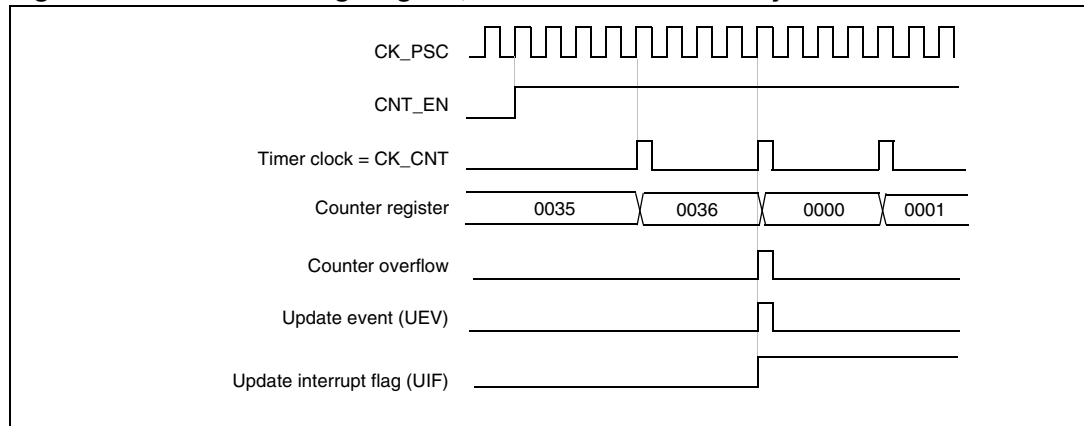 CK_PSC
CNT_EN
Timer clock = CK_CNT
Counter register 0035 0036 0000 0001
Counter overflow
Update event (UEV)
Update interrupt flag (UIF)